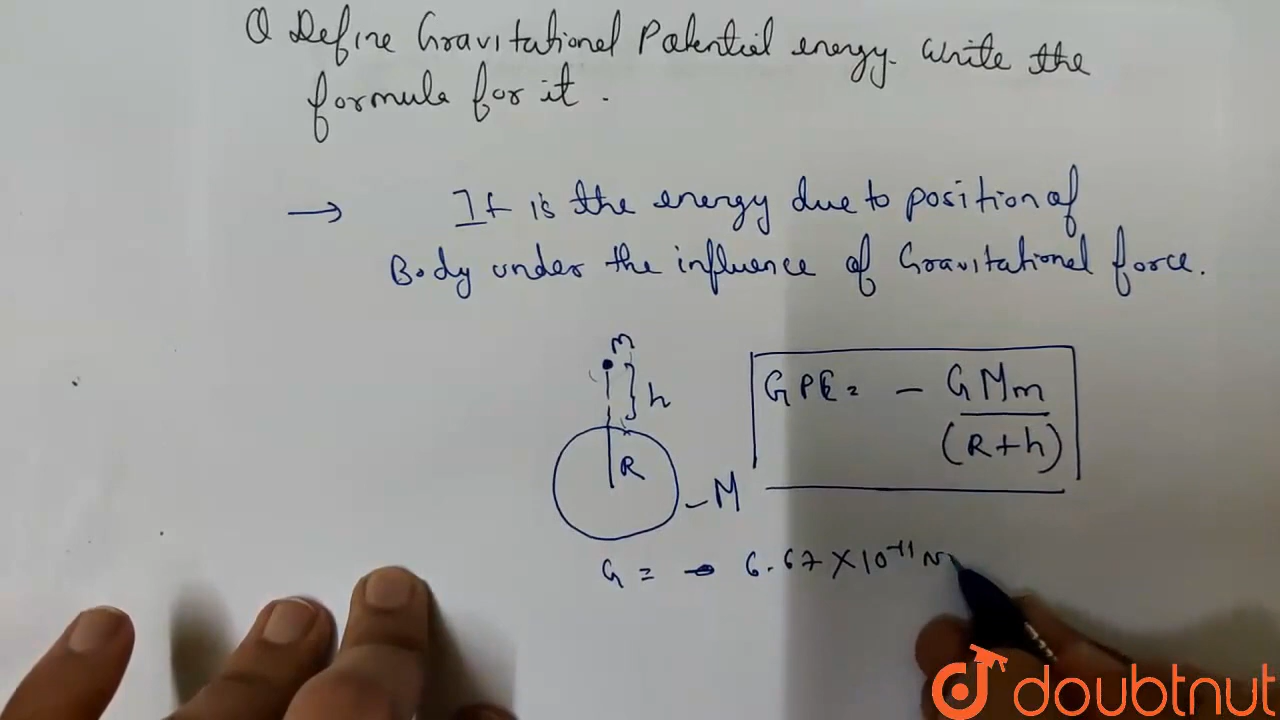 Q Define Gravitational Potential energy. Write the
formula for it.
→ It is the energy due to position of
Body under the influence of Gravitational force.
m
h
R
M
GPE = - GMm
(R+h)
G = 6.67 × 10⁻¹¹ N
doubtnut